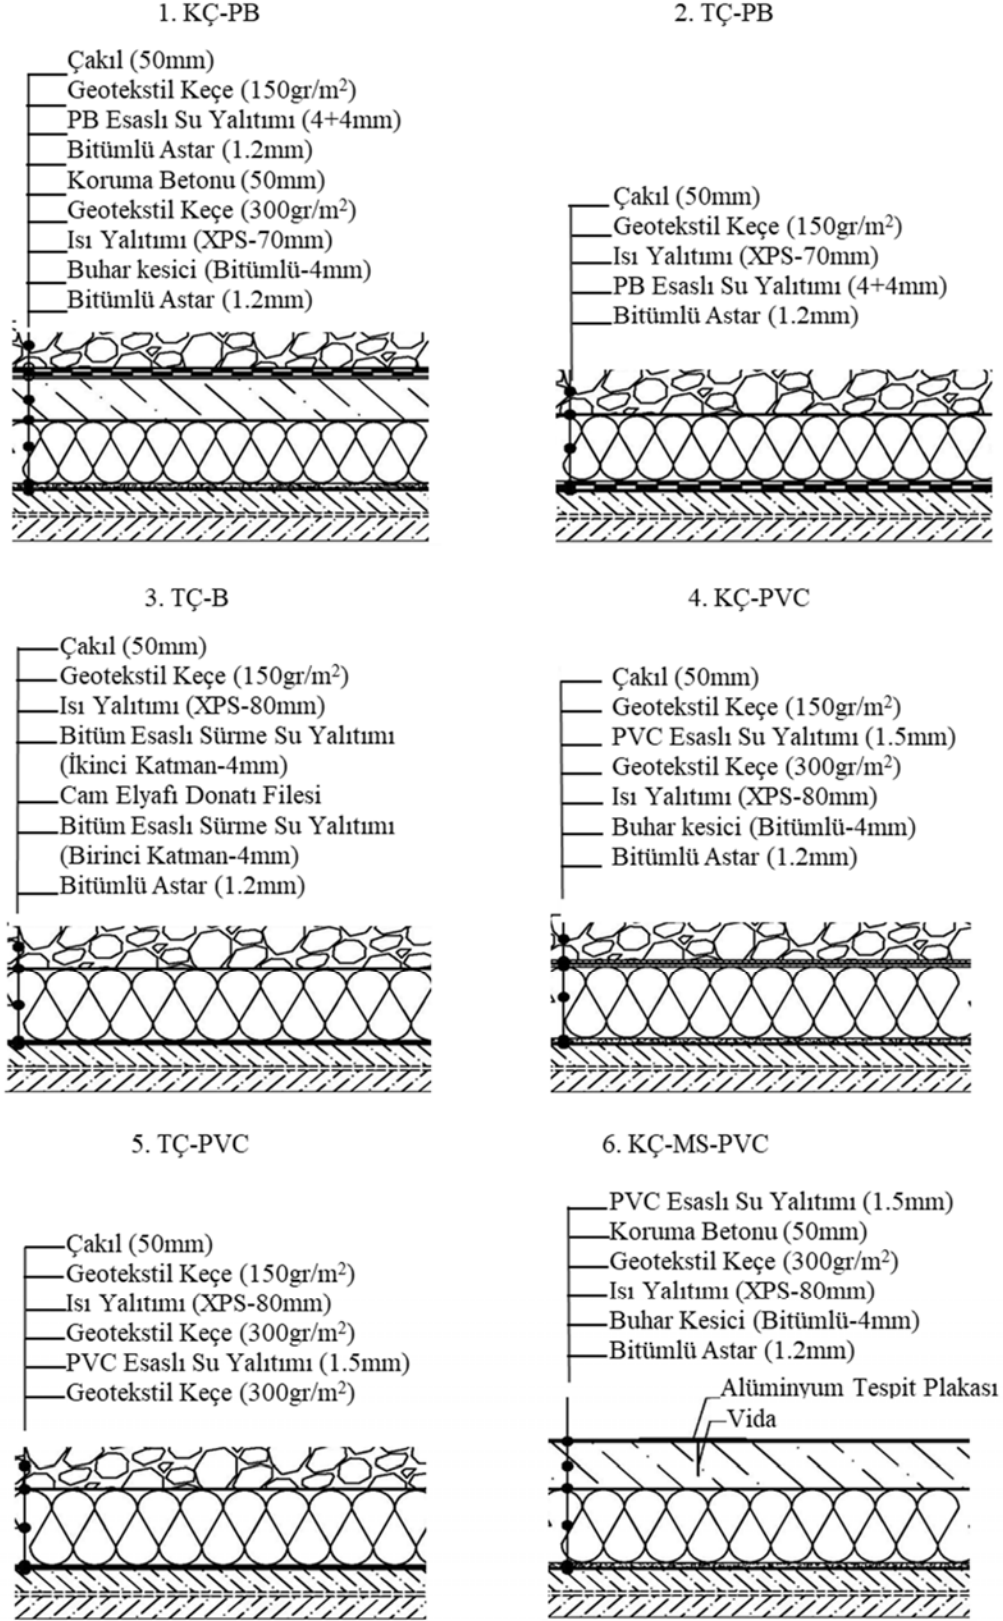 1. KÇ-PB
Çakıl (50mm)
Geotekstil Keçe (150gr/m²)
PB Esaslı Su Yalıtımı (4+4mm)
Bitümlü Astar (1.2mm)
Koruma Betonu (50mm)
Geotekstil Keçe (300gr/m²)
Isı Yalıtımı (XPS-70mm)
Buhar kesici (Bitümlü-4mm)
Bitümlü Astar (1.2mm)
2. TÇ-PB
Çakıl (50mm)
Geotekstil Keçe (150gr/m²)
Isı Yalıtımı (XPS-70mm)
PB Esaslı Su Yalıtımı (4+4mm)
Bitümlü Astar (1.2mm)
3. TÇ-B
Çakıl (50mm)
Geotekstil Keçe (150gr/m²)
Isı Yalıtımı (XPS-80mm)
Bitüm Esaslı Sürme Su Yalıtımı
(İkinci Katman-4mm)
Cam Elyafı Donatı Filesi
Bitüm Esaslı Sürme Su Yalıtımı
(Birinci Katman-4mm)
Bitümlü Astar (1.2mm)
4. KÇ-PVC
Çakıl (50mm)
Geotekstil Keçe (150gr/m²)
PVC Esaslı Su Yalıtımı (1.5mm)
Geotekstil Keçe (300gr/m²)
Isı Yalıtımı (XPS-80mm)
Buhar kesici (Bitümlü-4mm)
Bitümlü Astar (1.2mm)
5. TÇ-PVC
Çakıl (50mm)
Geotekstil Keçe (150gr/m²)
Isı Yalıtımı (XPS-80mm)
Geotekstil Keçe (300gr/m²)
PVC Esaslı Su Yalıtımı (1.5mm)
Geotekstil Keçe (300gr/m²)
6. KÇ-MS-PVC
PVC Esaslı Su Yalıtımı (1.5mm)
Koruma Betonu (50mm)
Geotekstil Keçe (300gr/m²)
Isı Yalıtımı (XPS-80mm)
Buhar Kesici (Bitümlü-4mm)
Bitümlü Astar (1.2mm)
Alüminyum Tespit Plakası
Vida